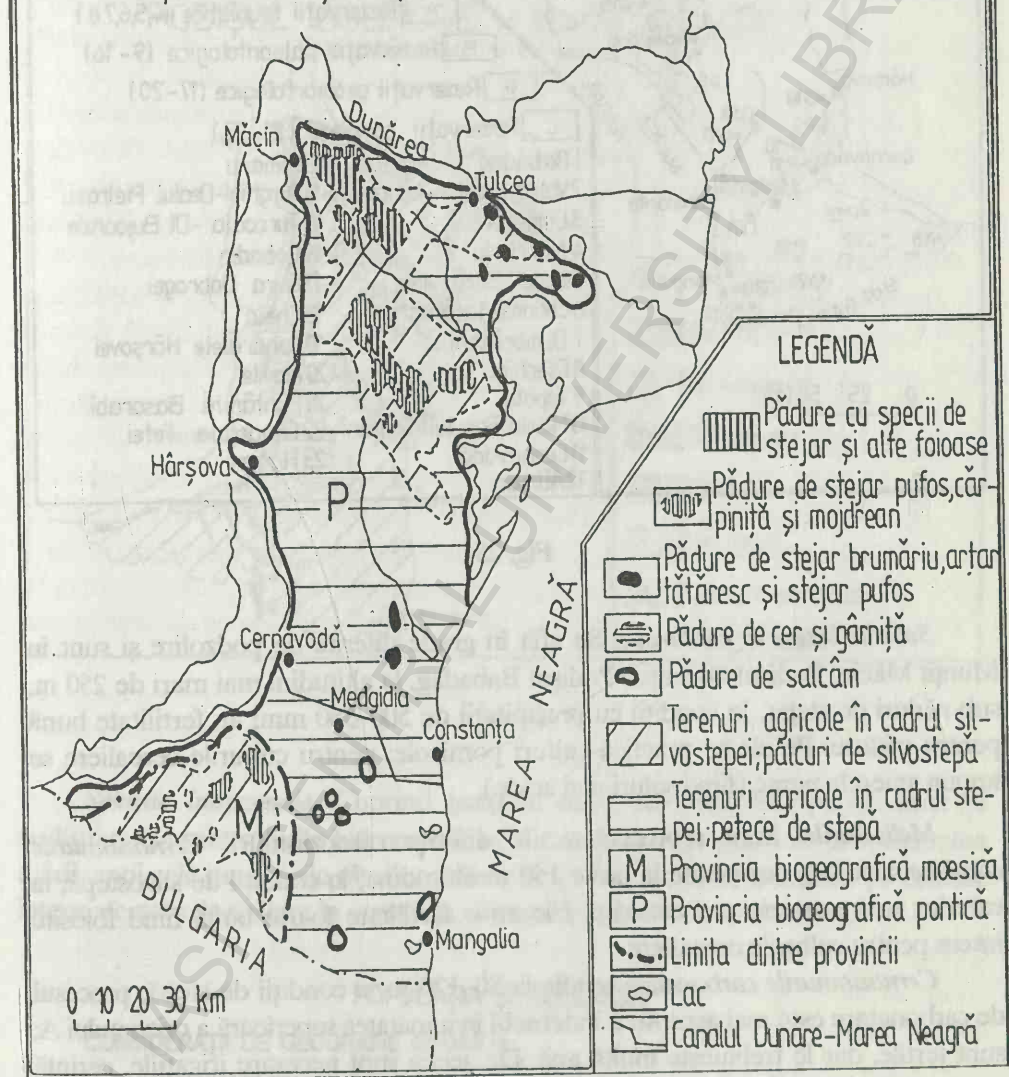 Măcin
Dunărea
Tulcea
Hârșova
P
Cernavodă
Medgidia
Constanța
MAREA NEAGRĂ
M
BULGARIA
Mangalia
0 10 20 30 km
LEGENDĂ
Pădure cu specii de
stejar și alte foioase
Pădure de stejar pufos, căr-
piniță și mojdrean
Pădure de stejar brumăriu, arțar
tătăresc și stejar pufos
Pădure de cer și gârniță
Pădure de salcâm
Terenuri agricole în cadrul sil-
vostepei; pâlcuri de silvostepă
Terenuri agricole în cadrul ste-
pei; petece de stepă
M Provincia biogeografică moesică
P Provincia biogeografică pontică
Limita dintre provincii
Lac
Canalul Dunăre-Marea Neagră
UNIVERSITY LIBRARY